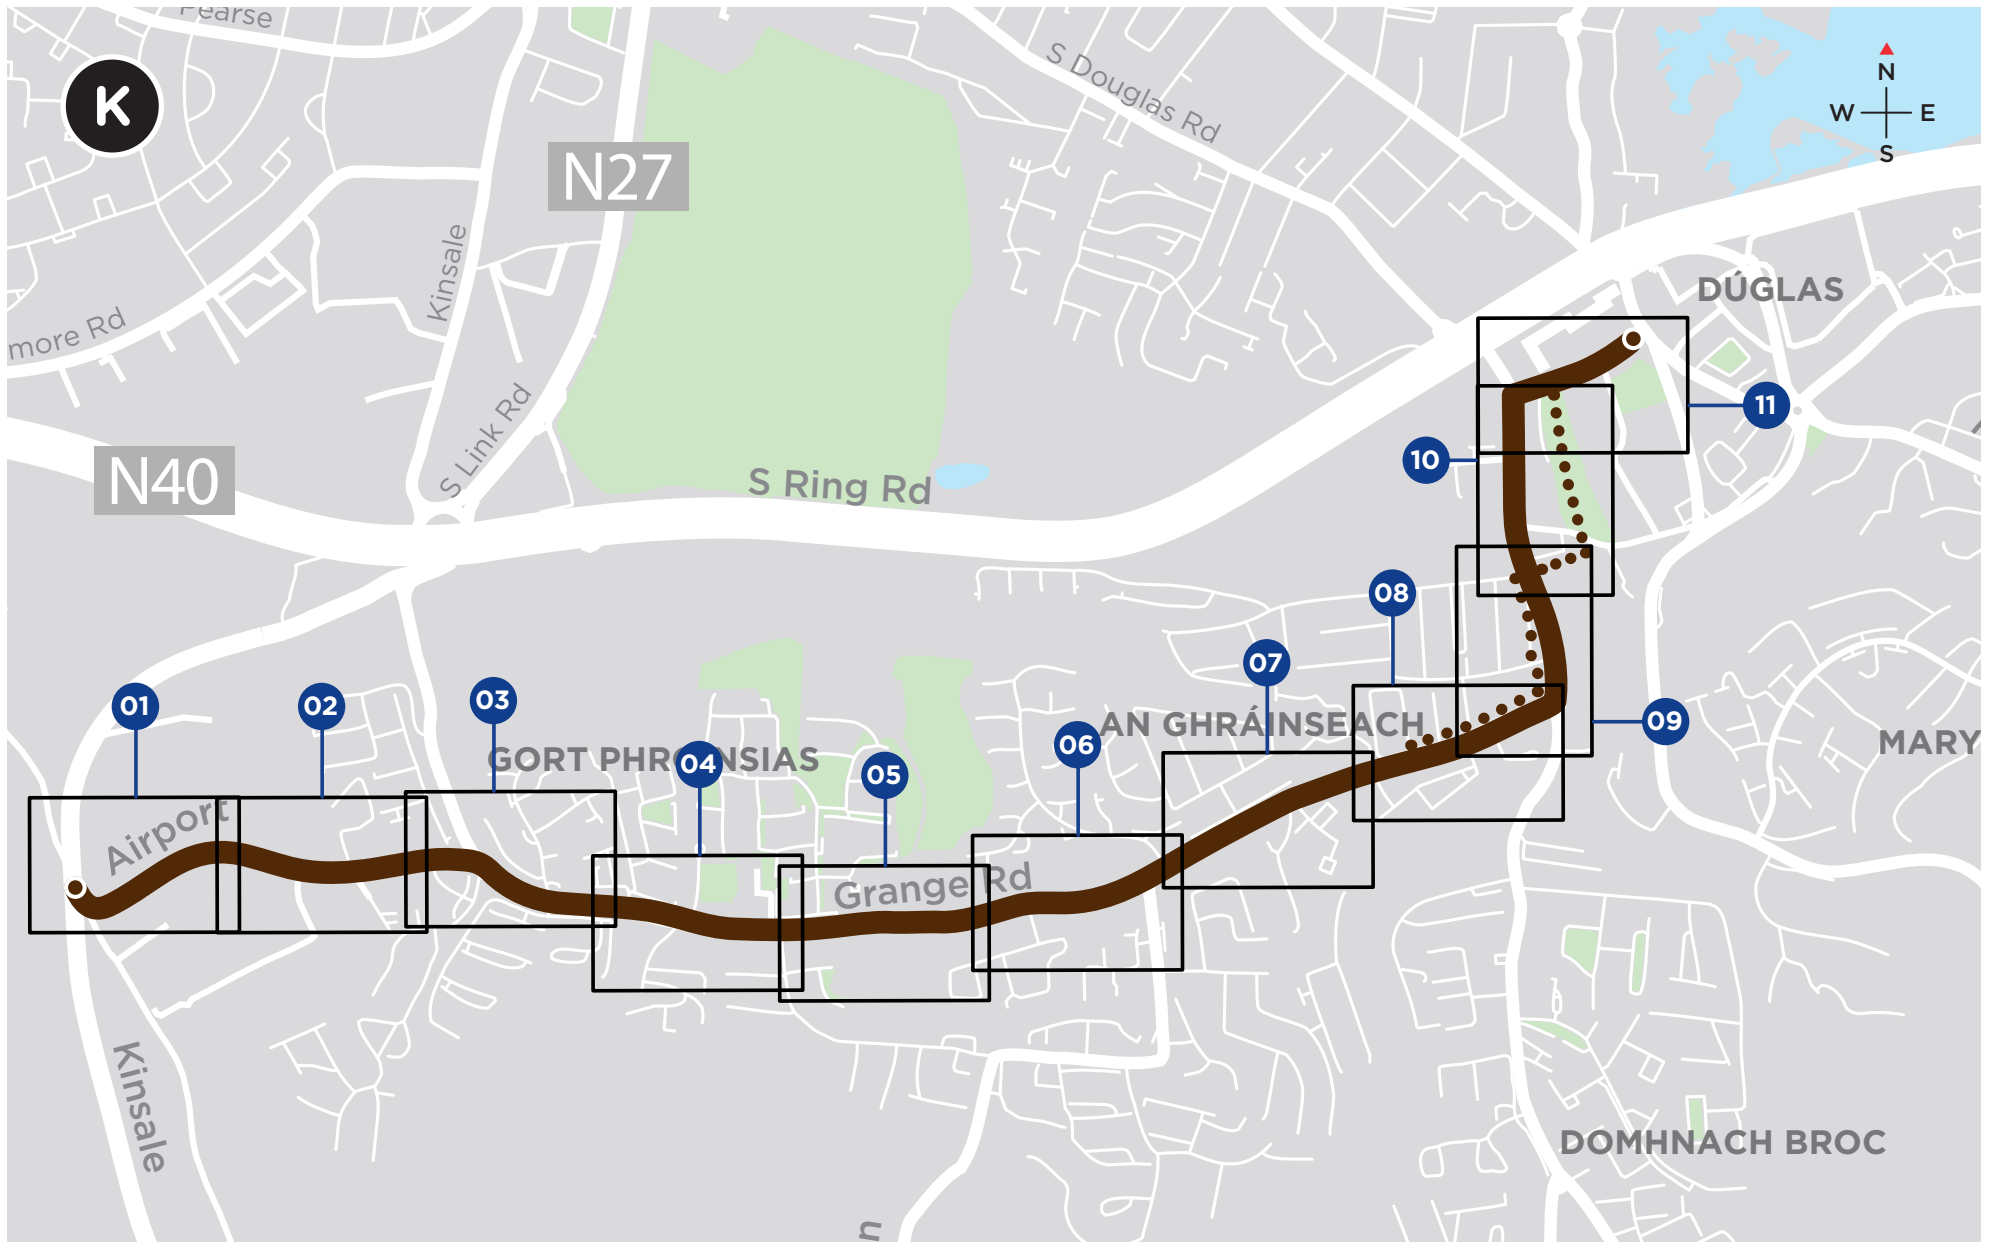 Pearse
K
N27
S Douglas Rd
N
W E
S
Kinsale
DÚGLAS
more Rd
S Link Rd
11
10
N40
S Ring Rd
08
07
01
02
03
AN GHRÁINSEACH
09
06
MARY
GORT PHRO NSIAS
04
05
Airport
Grange Rd
Kinsale
DOMHNACH BROC
n